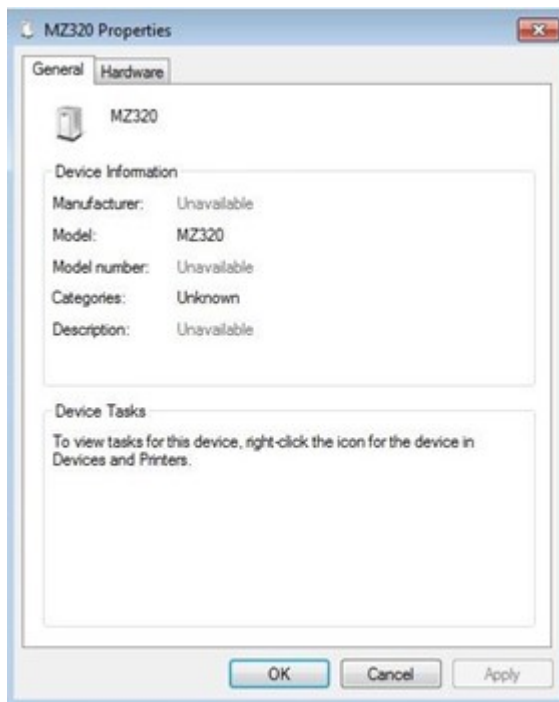 MZ320 Properties
General Hardware
MZ320
Device Information
Manufacturer: Unavailable
Model: MZ320
Model number: Unavailable
Categories: Unknown
Description: Unavailable
Device Tasks
To view tasks for this device, right-click the icon for the device in
Devices and Printers.
OK Cancel Apply